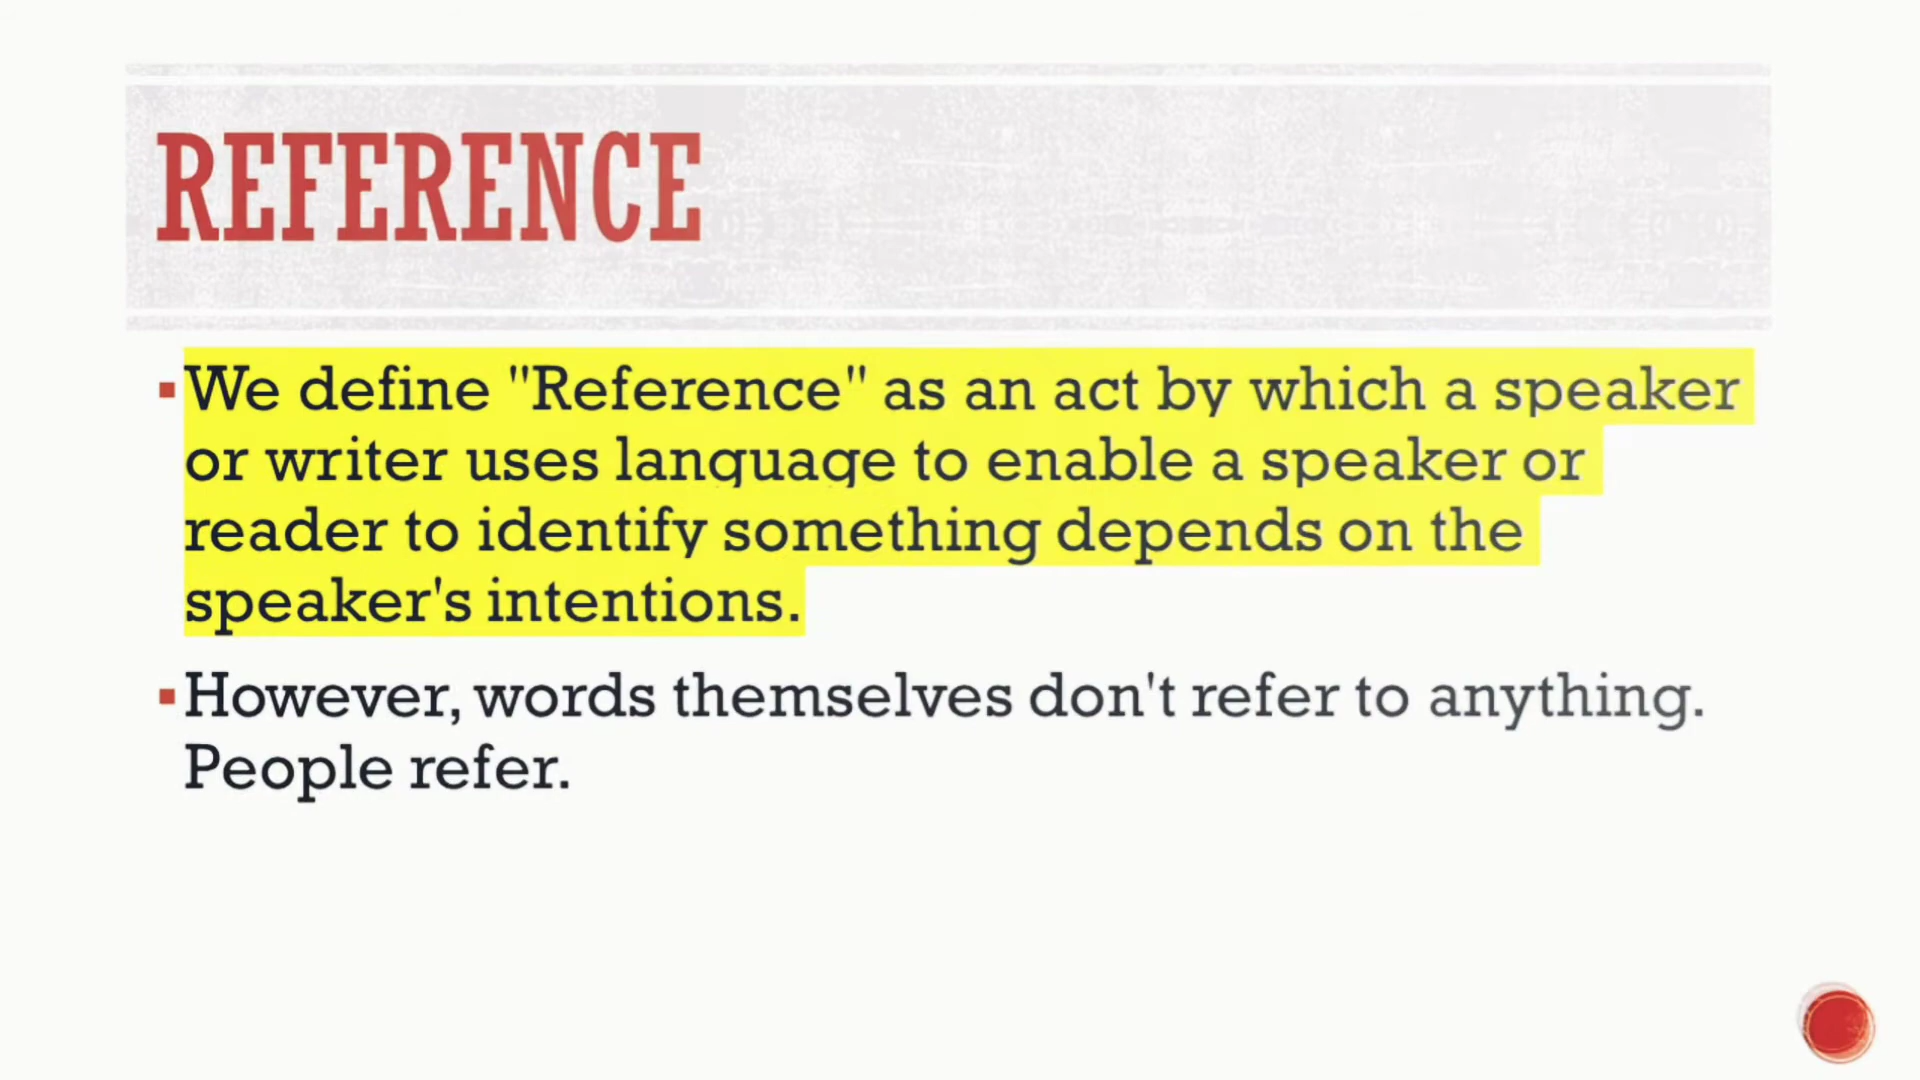 REFERENCE
▪We define "Reference" as an act by which a speaker
or writer uses language to enable a speaker or
reader to identify something depends on the
speaker's intentions.
▪However, words themselves don't refer to anything.
People refer.